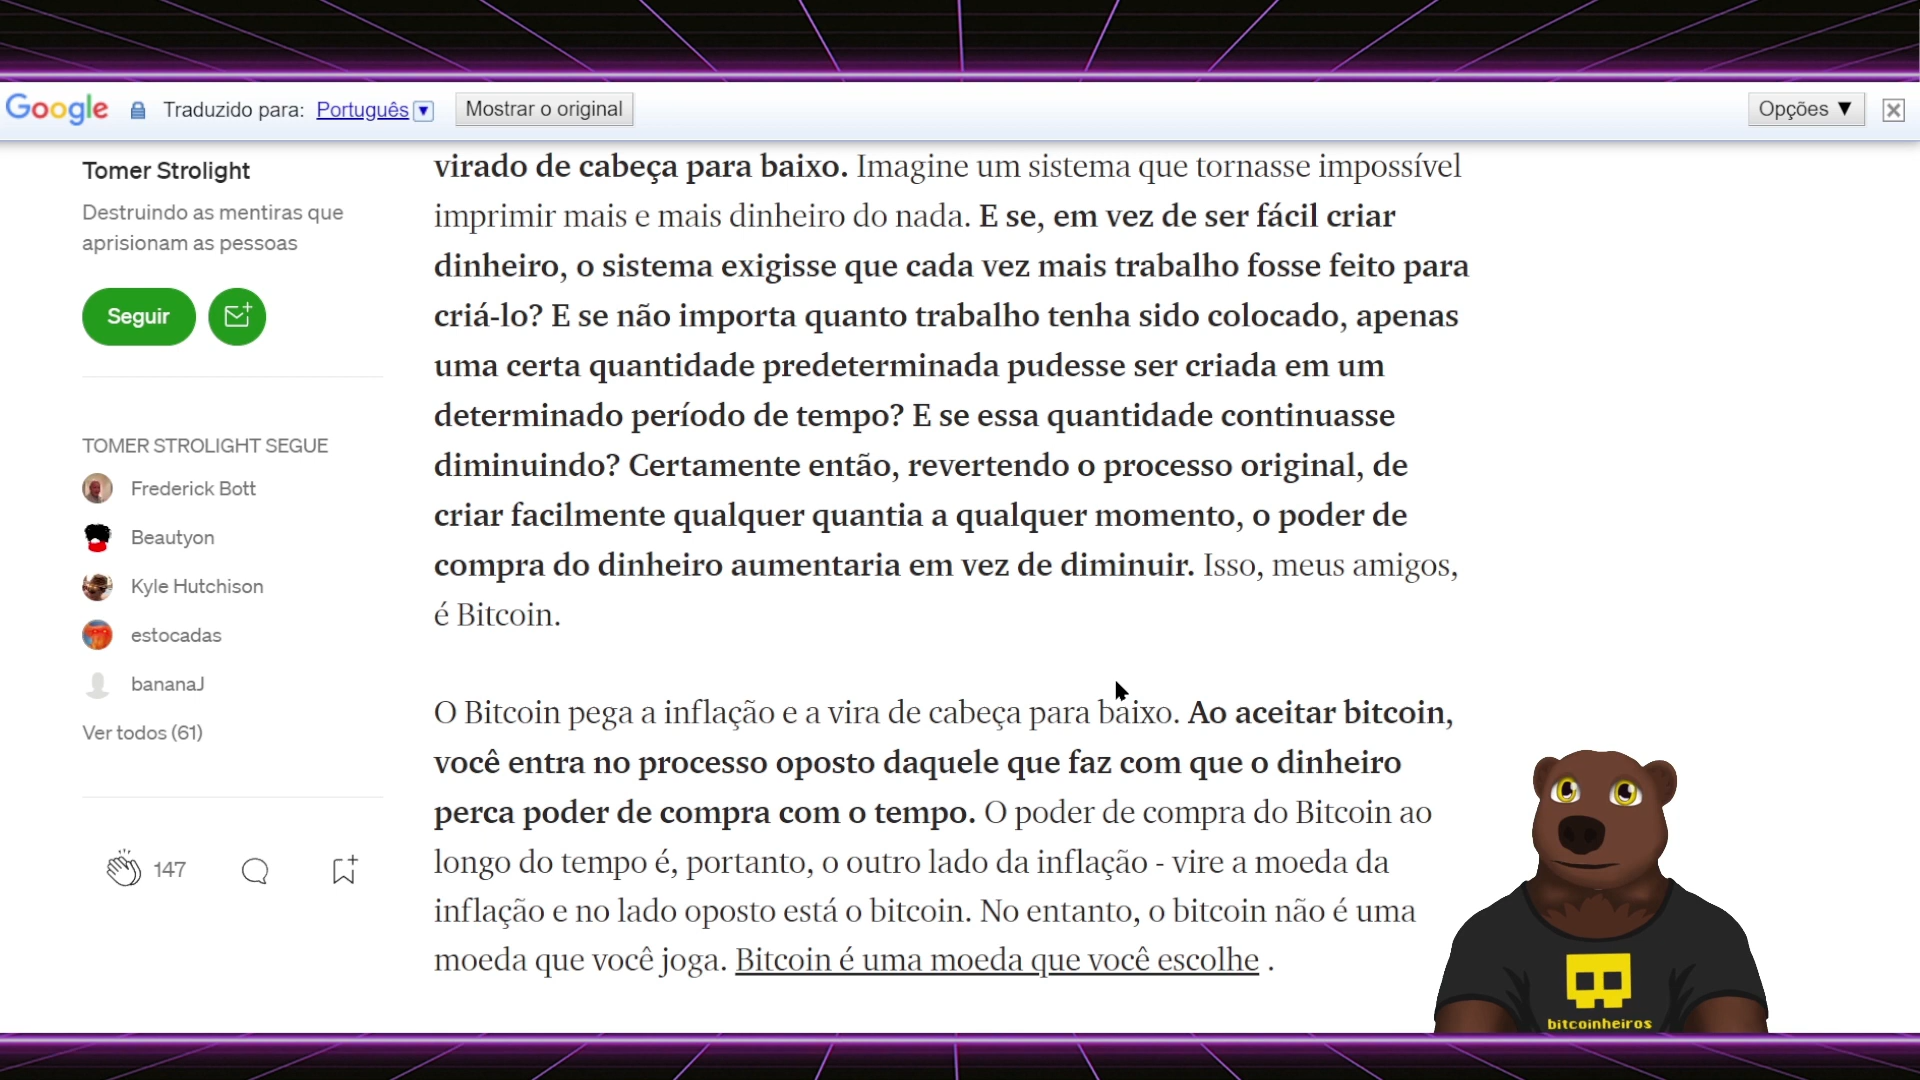 Google Traduzido para: Português Mostrar o original Opções ▼
Tomer Strolight
Destruindo as mentiras que
aprisionam as pessoas
Seguir
TOMER STROLIGHT SEGUE
Frederick Bott
Beautyon
Kyle Hutchison
estocadas
bananaJ
Ver todos (61)
147
virado de cabeça para baixo. Imagine um sistema que tornasse impossível
imprimir mais e mais dinheiro do nada. E se, em vez de ser fácil criar
dinheiro, o sistema exigisse que cada vez mais trabalho fosse feito para
criá-lo? E se não importa quanto trabalho tenha sido colocado, apenas
uma certa quantidade predeterminada pudesse ser criada em um
determinado período de tempo? E se essa quantidade continuasse
diminuindo? Certamente então, revertendo o processo original, de
criar facilmente qualquer quantia a qualquer momento, o poder de
compra do dinheiro aumentaria em vez de diminuir. Isso, meus amigos,
é Bitcoin.
O Bitcoin pega a inflação e a vira de cabeça para baixo. Ao aceitar bitcoin,
você entra no processo oposto daquele que faz com que o dinheiro
perca poder de compra com o tempo. O poder de compra do Bitcoin ao
longo do tempo é, portanto, o outro lado da inflação - vire a moeda da
inflação e no lado oposto está o bitcoin. No entanto, o bitcoin não é uma
moeda que você joga. Bitcoin é uma moeda que você escolhe .
bitcoinheiros